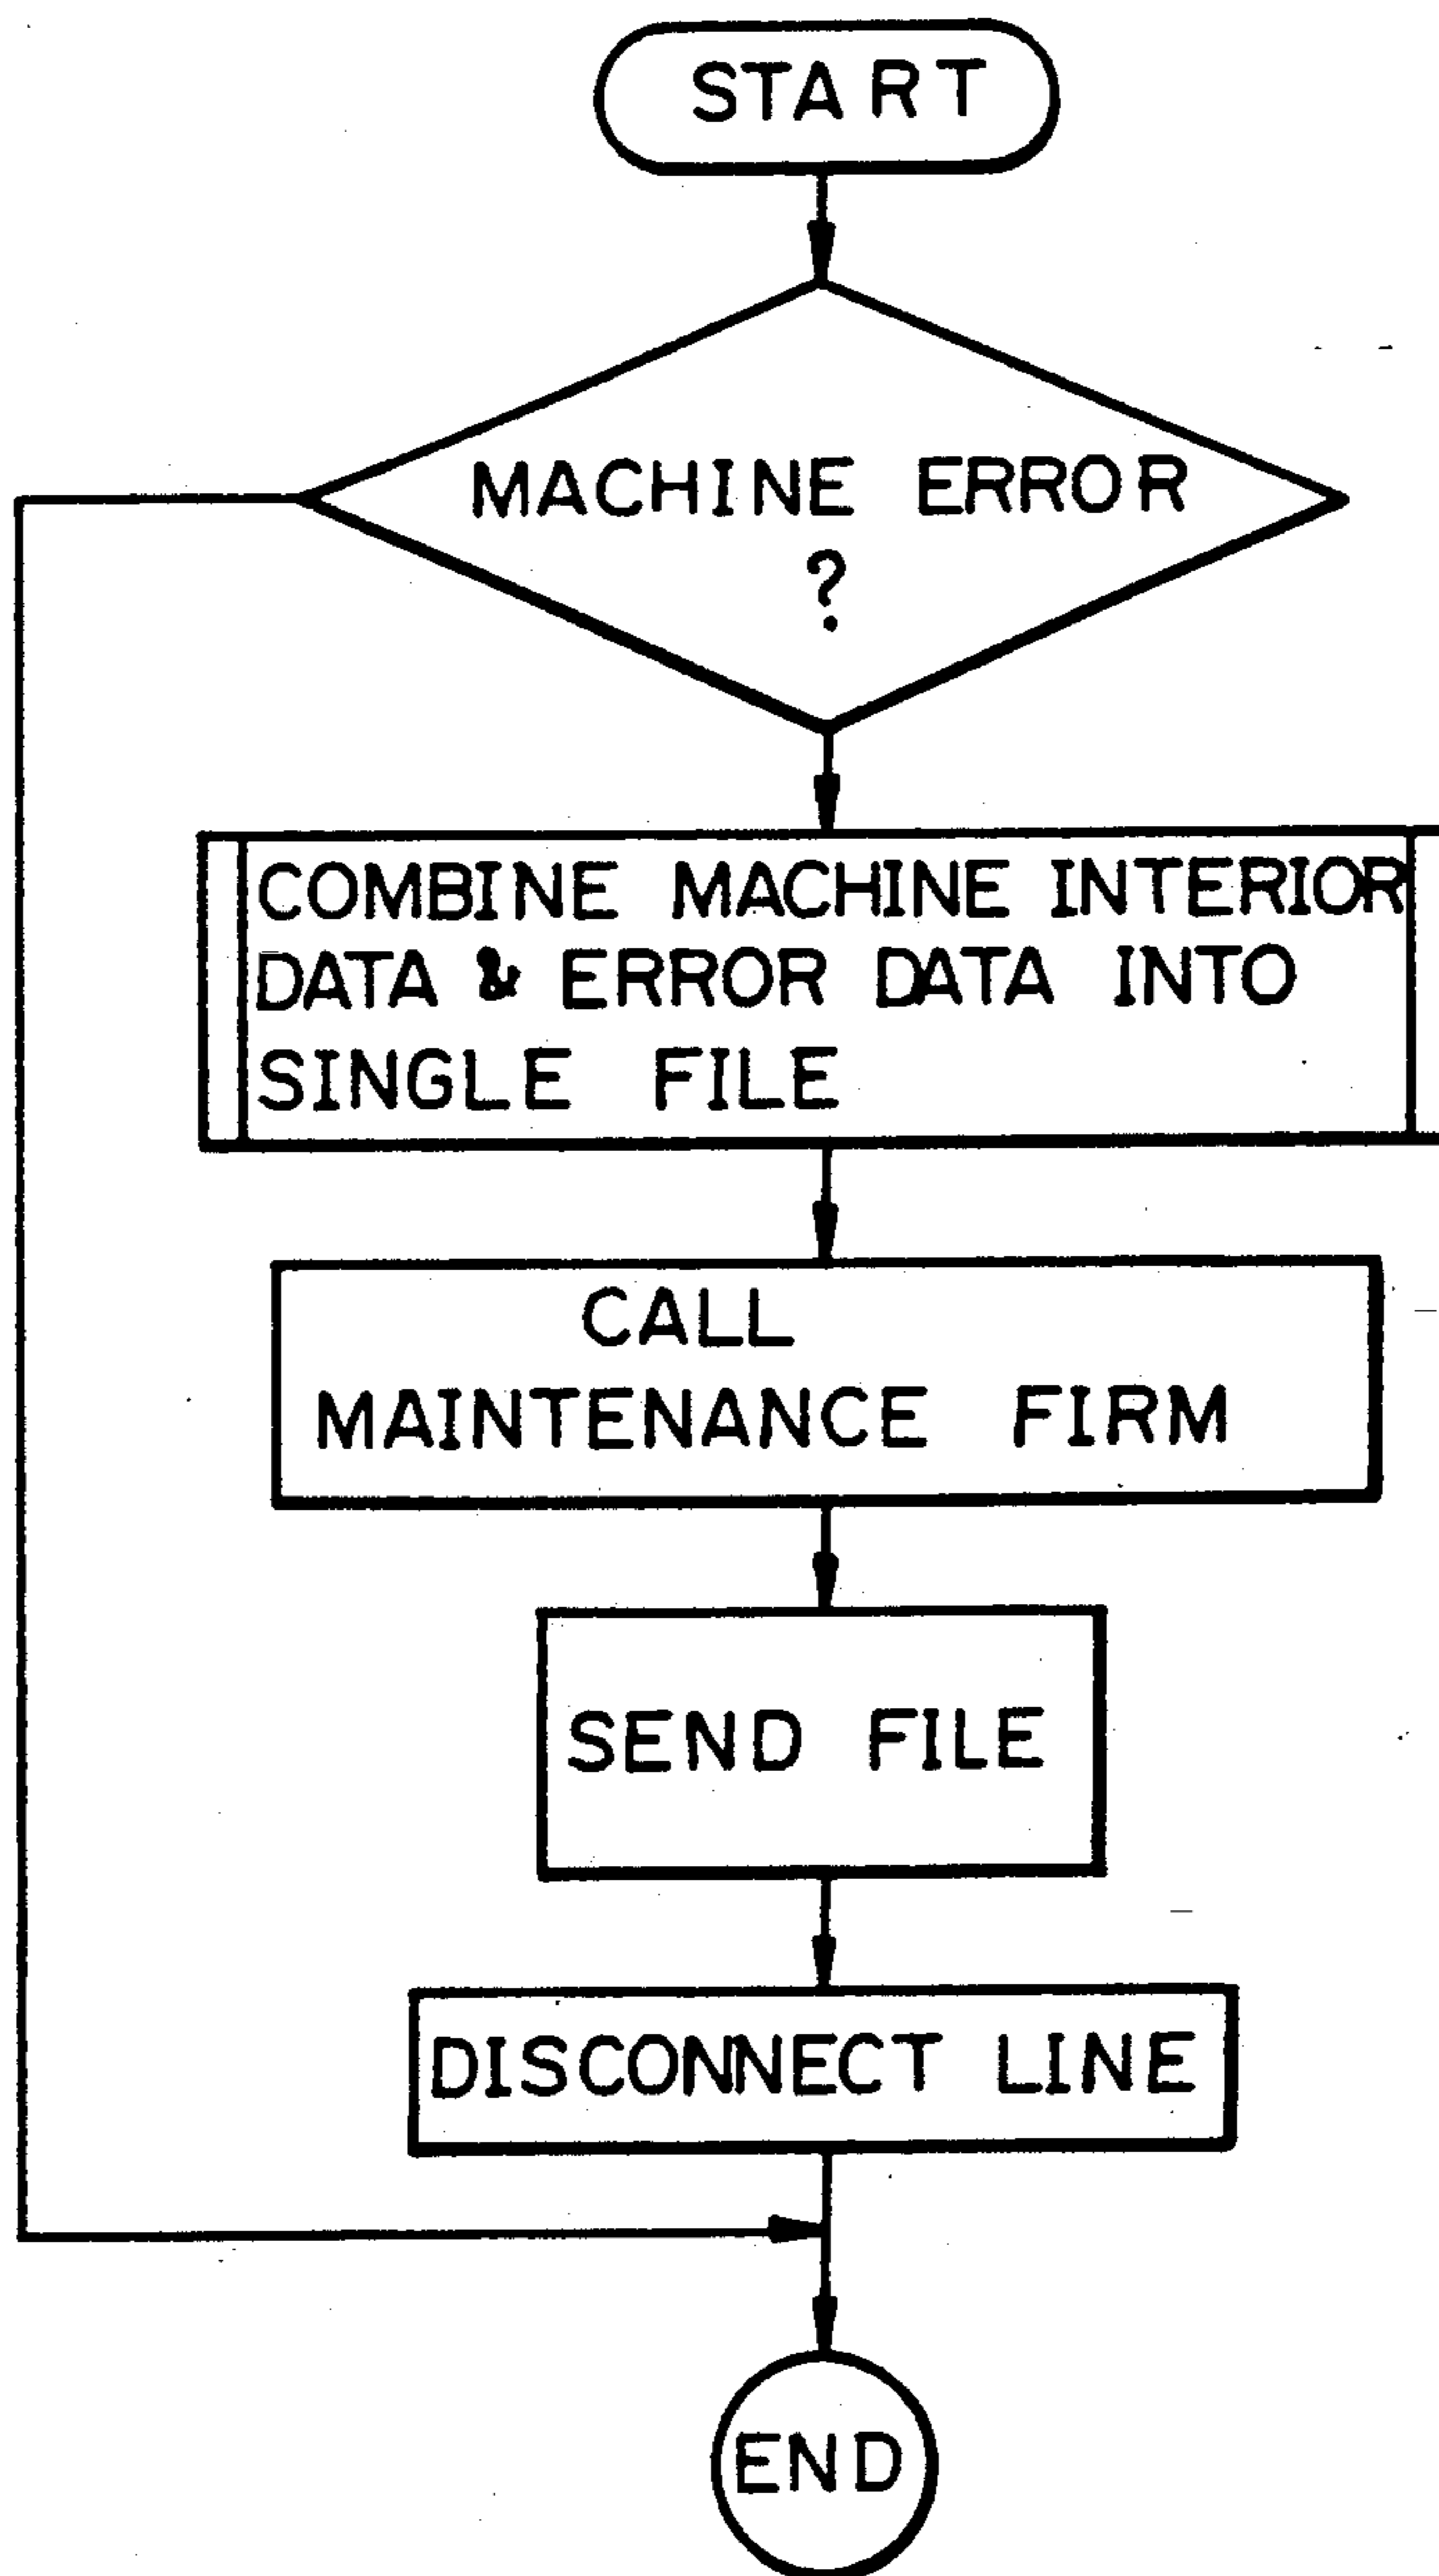 START
MACHINE ERROR
?
COMBINE MACHINE INTERIOR
DATA & ERROR DATA INTO
SINGLE FILE
CALL
MAINTENANCE FIRM
SEND FILE
DISCONNECT LINE
END